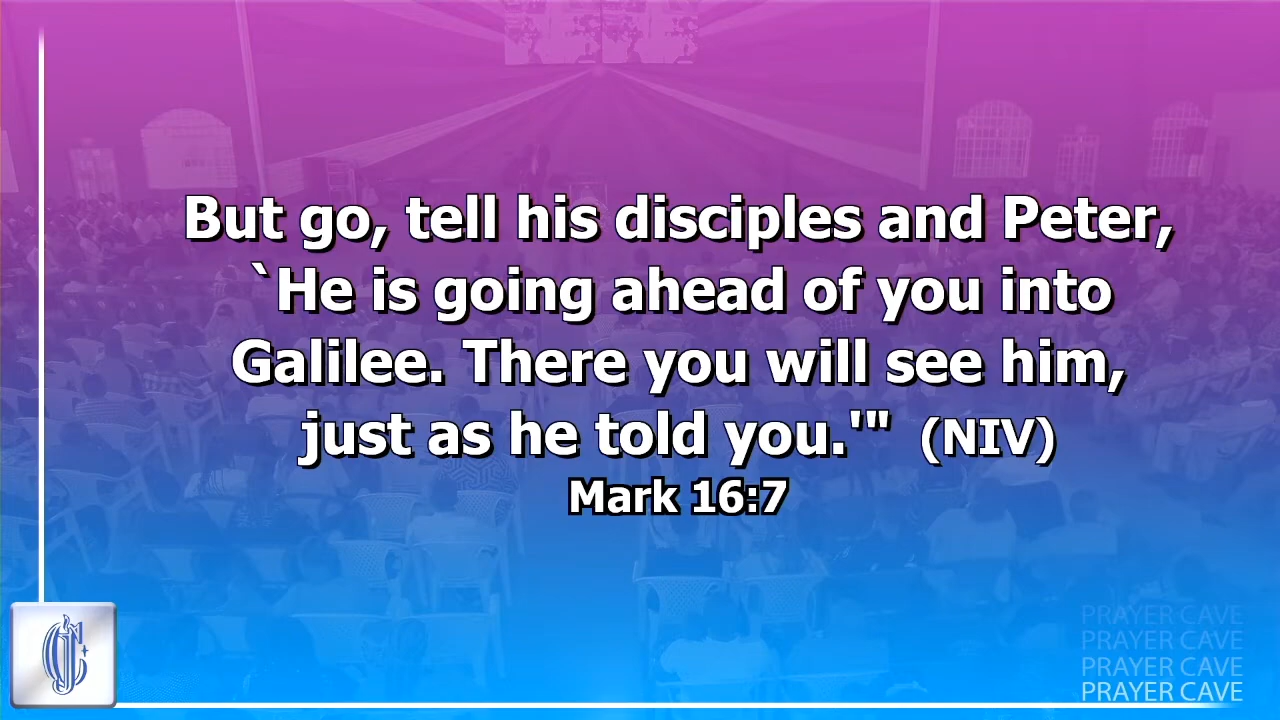 But go, tell his disciples and Peter,
`He is going ahead of you into
Galilee. There you will see him,
just as he told you.'" (NIV)
Mark 16:7
PRAYER CAVE
PRAYER CAVE
PRAYER CAVE
PRAYER CAVE